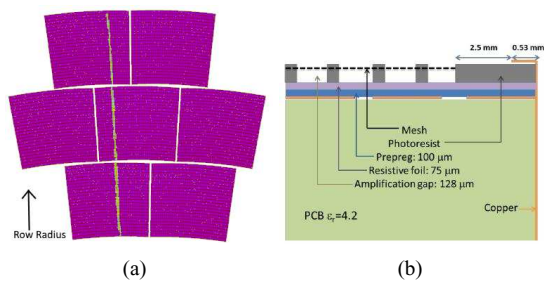 2.5 mm
0.53 mm
Mesh
Photoresist
Prepreg: 100 μm
Resistive foil: 75 μm
Amplification gap: 128 μm
Copper
PCB εr=4.2
Row Radius
(a)
(b)